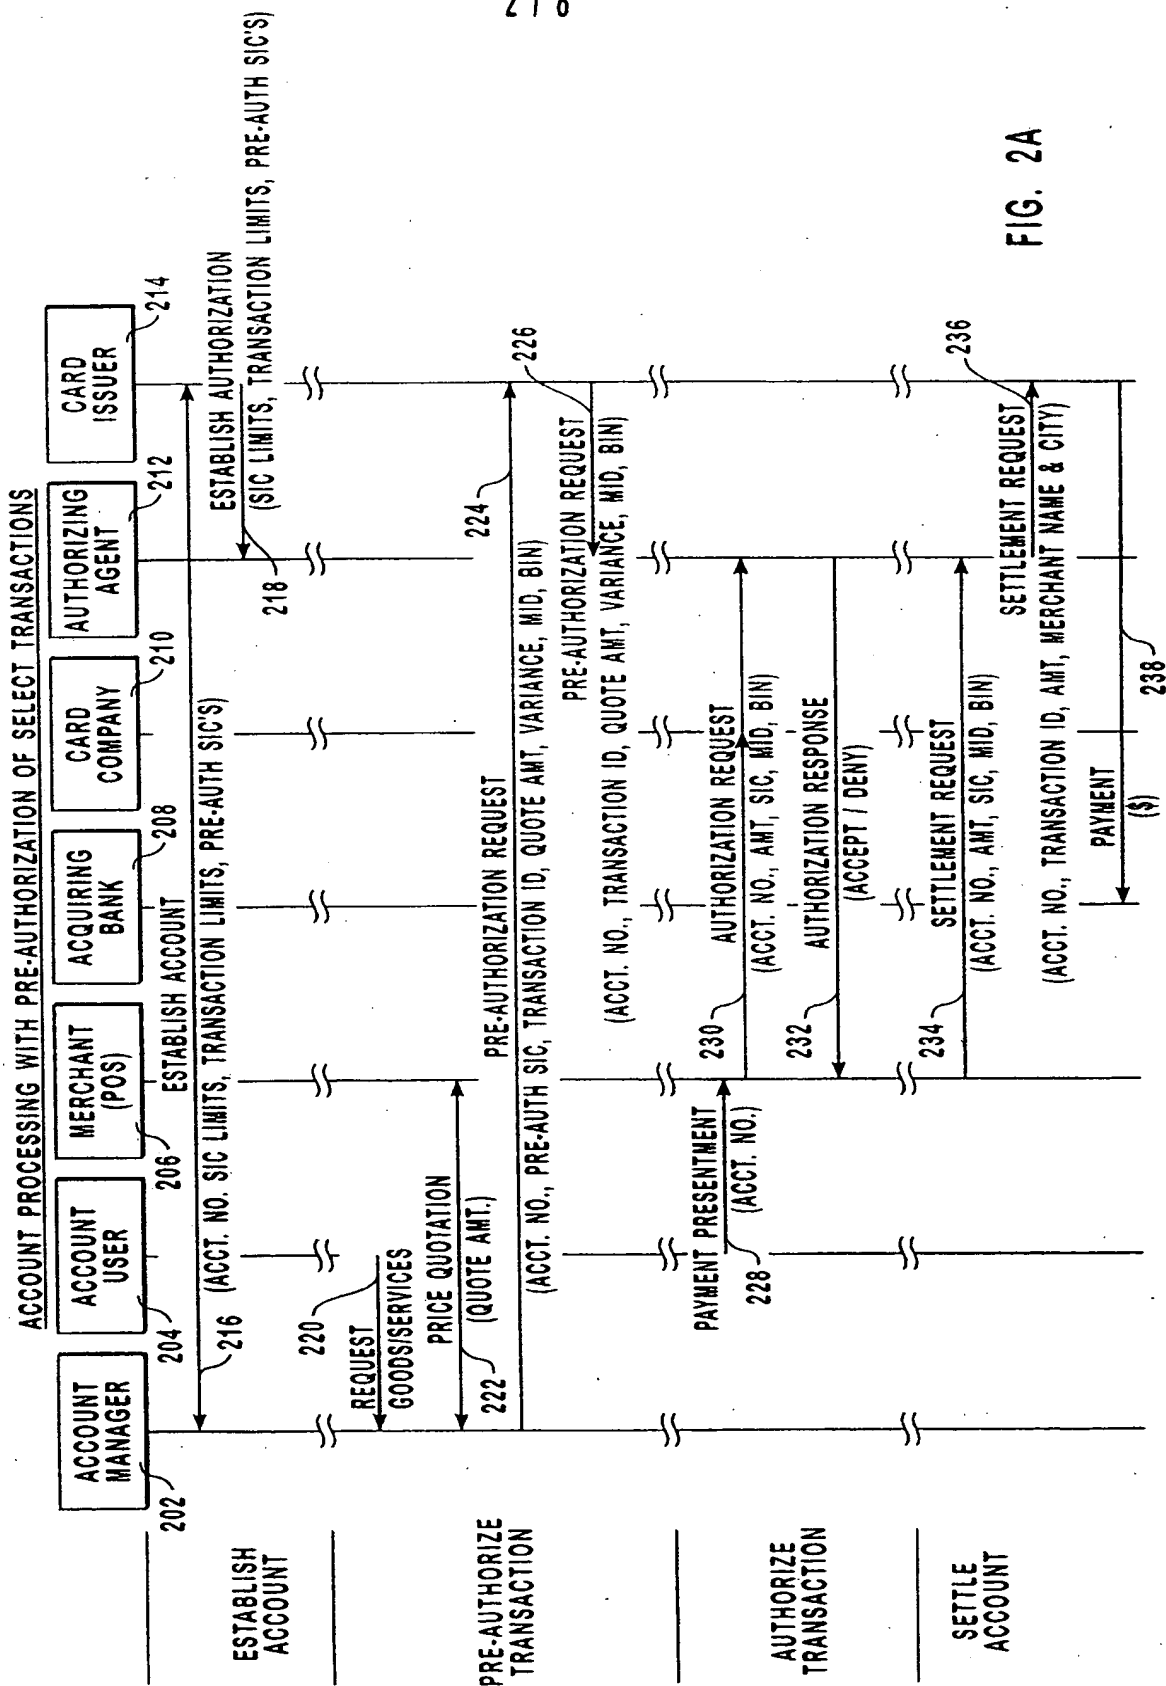 2 / 8
ACCOUNT PROCESSING WITH PRE-AUTHORIZATION OF SELECT TRANSACTIONS
ACCOUNT
MANAGER
202
ACCOUNT
USER
204
MERCHANT
(POS)
206
ACQUIRING
BANK
208
CARD
COMPANY
210
AUTHORIZING
AGENT
212
CARD
ISSUER
214
ESTABLISH
ACCOUNT
ESTABLISH ACCOUNT
216
(ACCT. NO. SIC LIMITS, TRANSACTION LIMITS, PRE-AUTH SIC'S)
ESTABLISH AUTHORIZATION
(SIC LIMITS, TRANSACTION LIMITS, PRE-AUTH SIC'S)
218
PRE-AUTHORIZE
TRANSACTION
220
REQUEST
GOODS/SERVICES
PRICE QUOTATION
(QUOTE AMT.)
222
PRE-AUTHORIZATION REQUEST
224
(ACCT. NO., PRE-AUTH SIC, TRANSACTION ID, QUOTE AMT, VARIANCE, MID, BIN)
PRE-AUTHORIZATION REQUEST
226
(ACCT. NO., TRANSACTION ID, QUOTE AMT, VARIANCE, MID, BIN)
AUTHORIZE
TRANSACTION
PAYMENT PRESENTMENT
(ACCT. NO.)
228
AUTHORIZATION REQUEST
230
(ACCT. NO., AMT, SIC, MID, BIN)
AUTHORIZATION RESPONSE
232
(ACCEPT / DENY)
SETTLE
ACCOUNT
SETTLEMENT REQUEST
234
(ACCT. NO., AMT, SIC, MID, BIN)
SETTLEMENT REQUEST
236
(ACCT. NO., TRANSACTION ID, AMT, MERCHANT NAME & CITY)
PAYMENT
($)
238
FIG. 2A